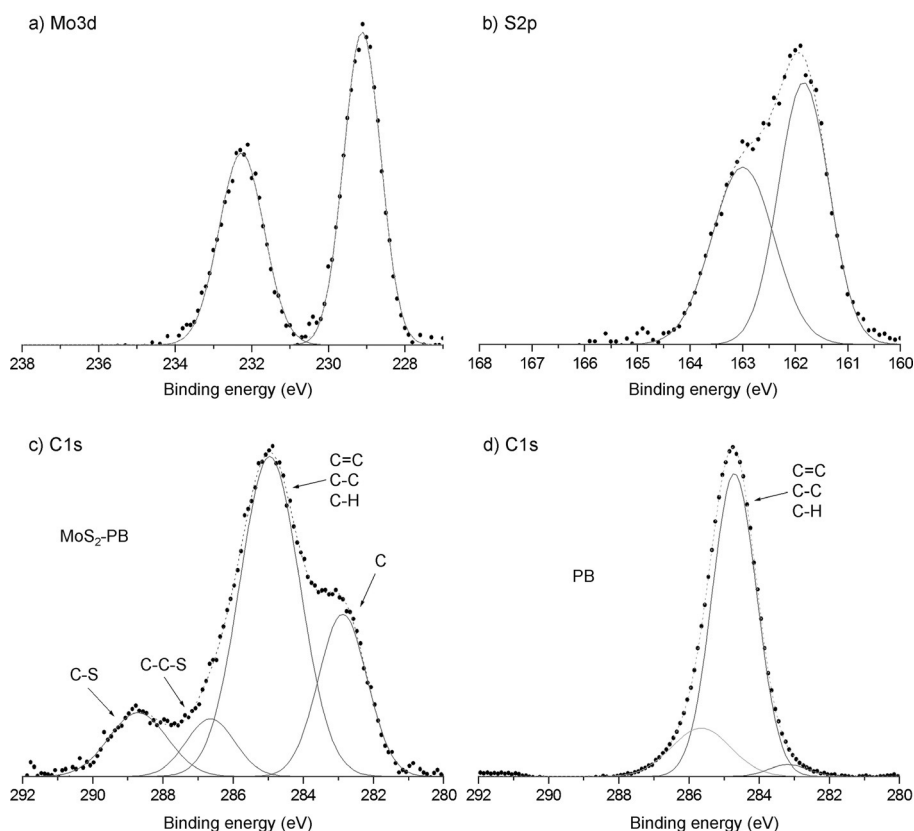 a) Mo3d
238 236 234 232 230 228
Binding energy (eV)
b) S2p
168 167 166 165 164 163 162 161 160
Binding energy (eV)
c) C1s
C=C
C-C
C-H
MoS₂-PB
C
C-C-S
C-S
292 290 288 286 284 282 280
Binding energy (eV)
d) C1s
C=C
C-C
C-H
PB
292 290 288 286 284 282 280
Binding energy (eV)